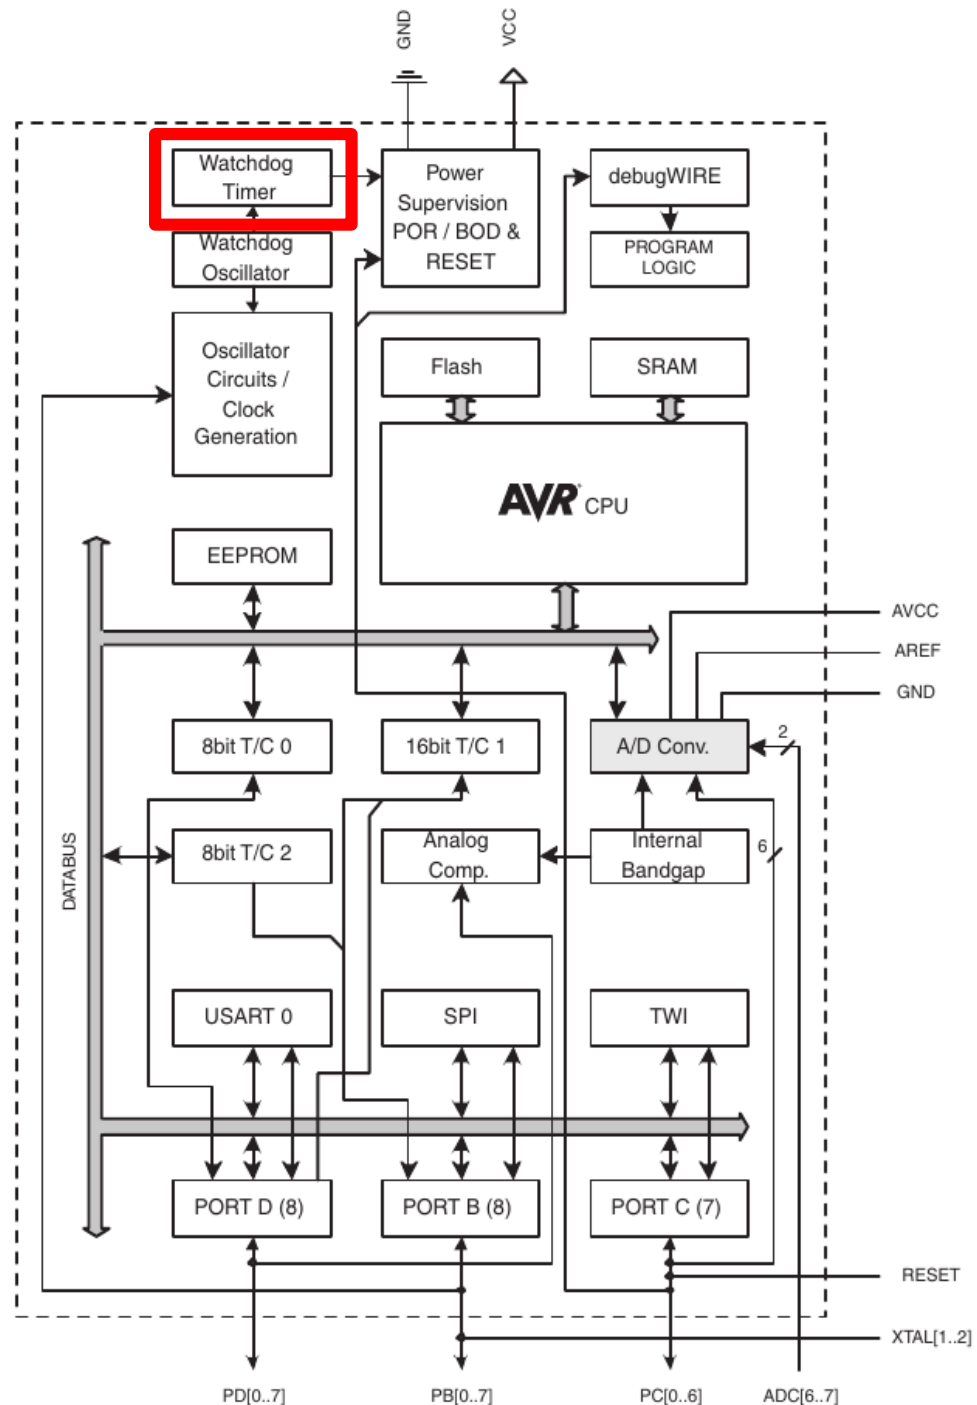 GND
VCC
Watchdog
Timer
Power
Supervision
POR / BOD &
RESET
debugWIRE
Watchdog
Oscillator
PROGRAM
LOGIC
Oscillator
Circuits /
Clock
Generation
Flash
SRAM
AVR® CPU
EEPROM
AVCC
AREF
GND
8bit T/C 0
16bit T/C 1
A/D Conv.
2
DATABUS
8bit T/C 2
Analog
Comp.
Internal
Bandgap
6
USART 0
SPI
TWI
PORT D (8)
PORT B (8)
PORT C (7)
RESET
XTAL[1..2]
PD[0..7]
PB[0..7]
PC[0..6]
ADC[6..7]